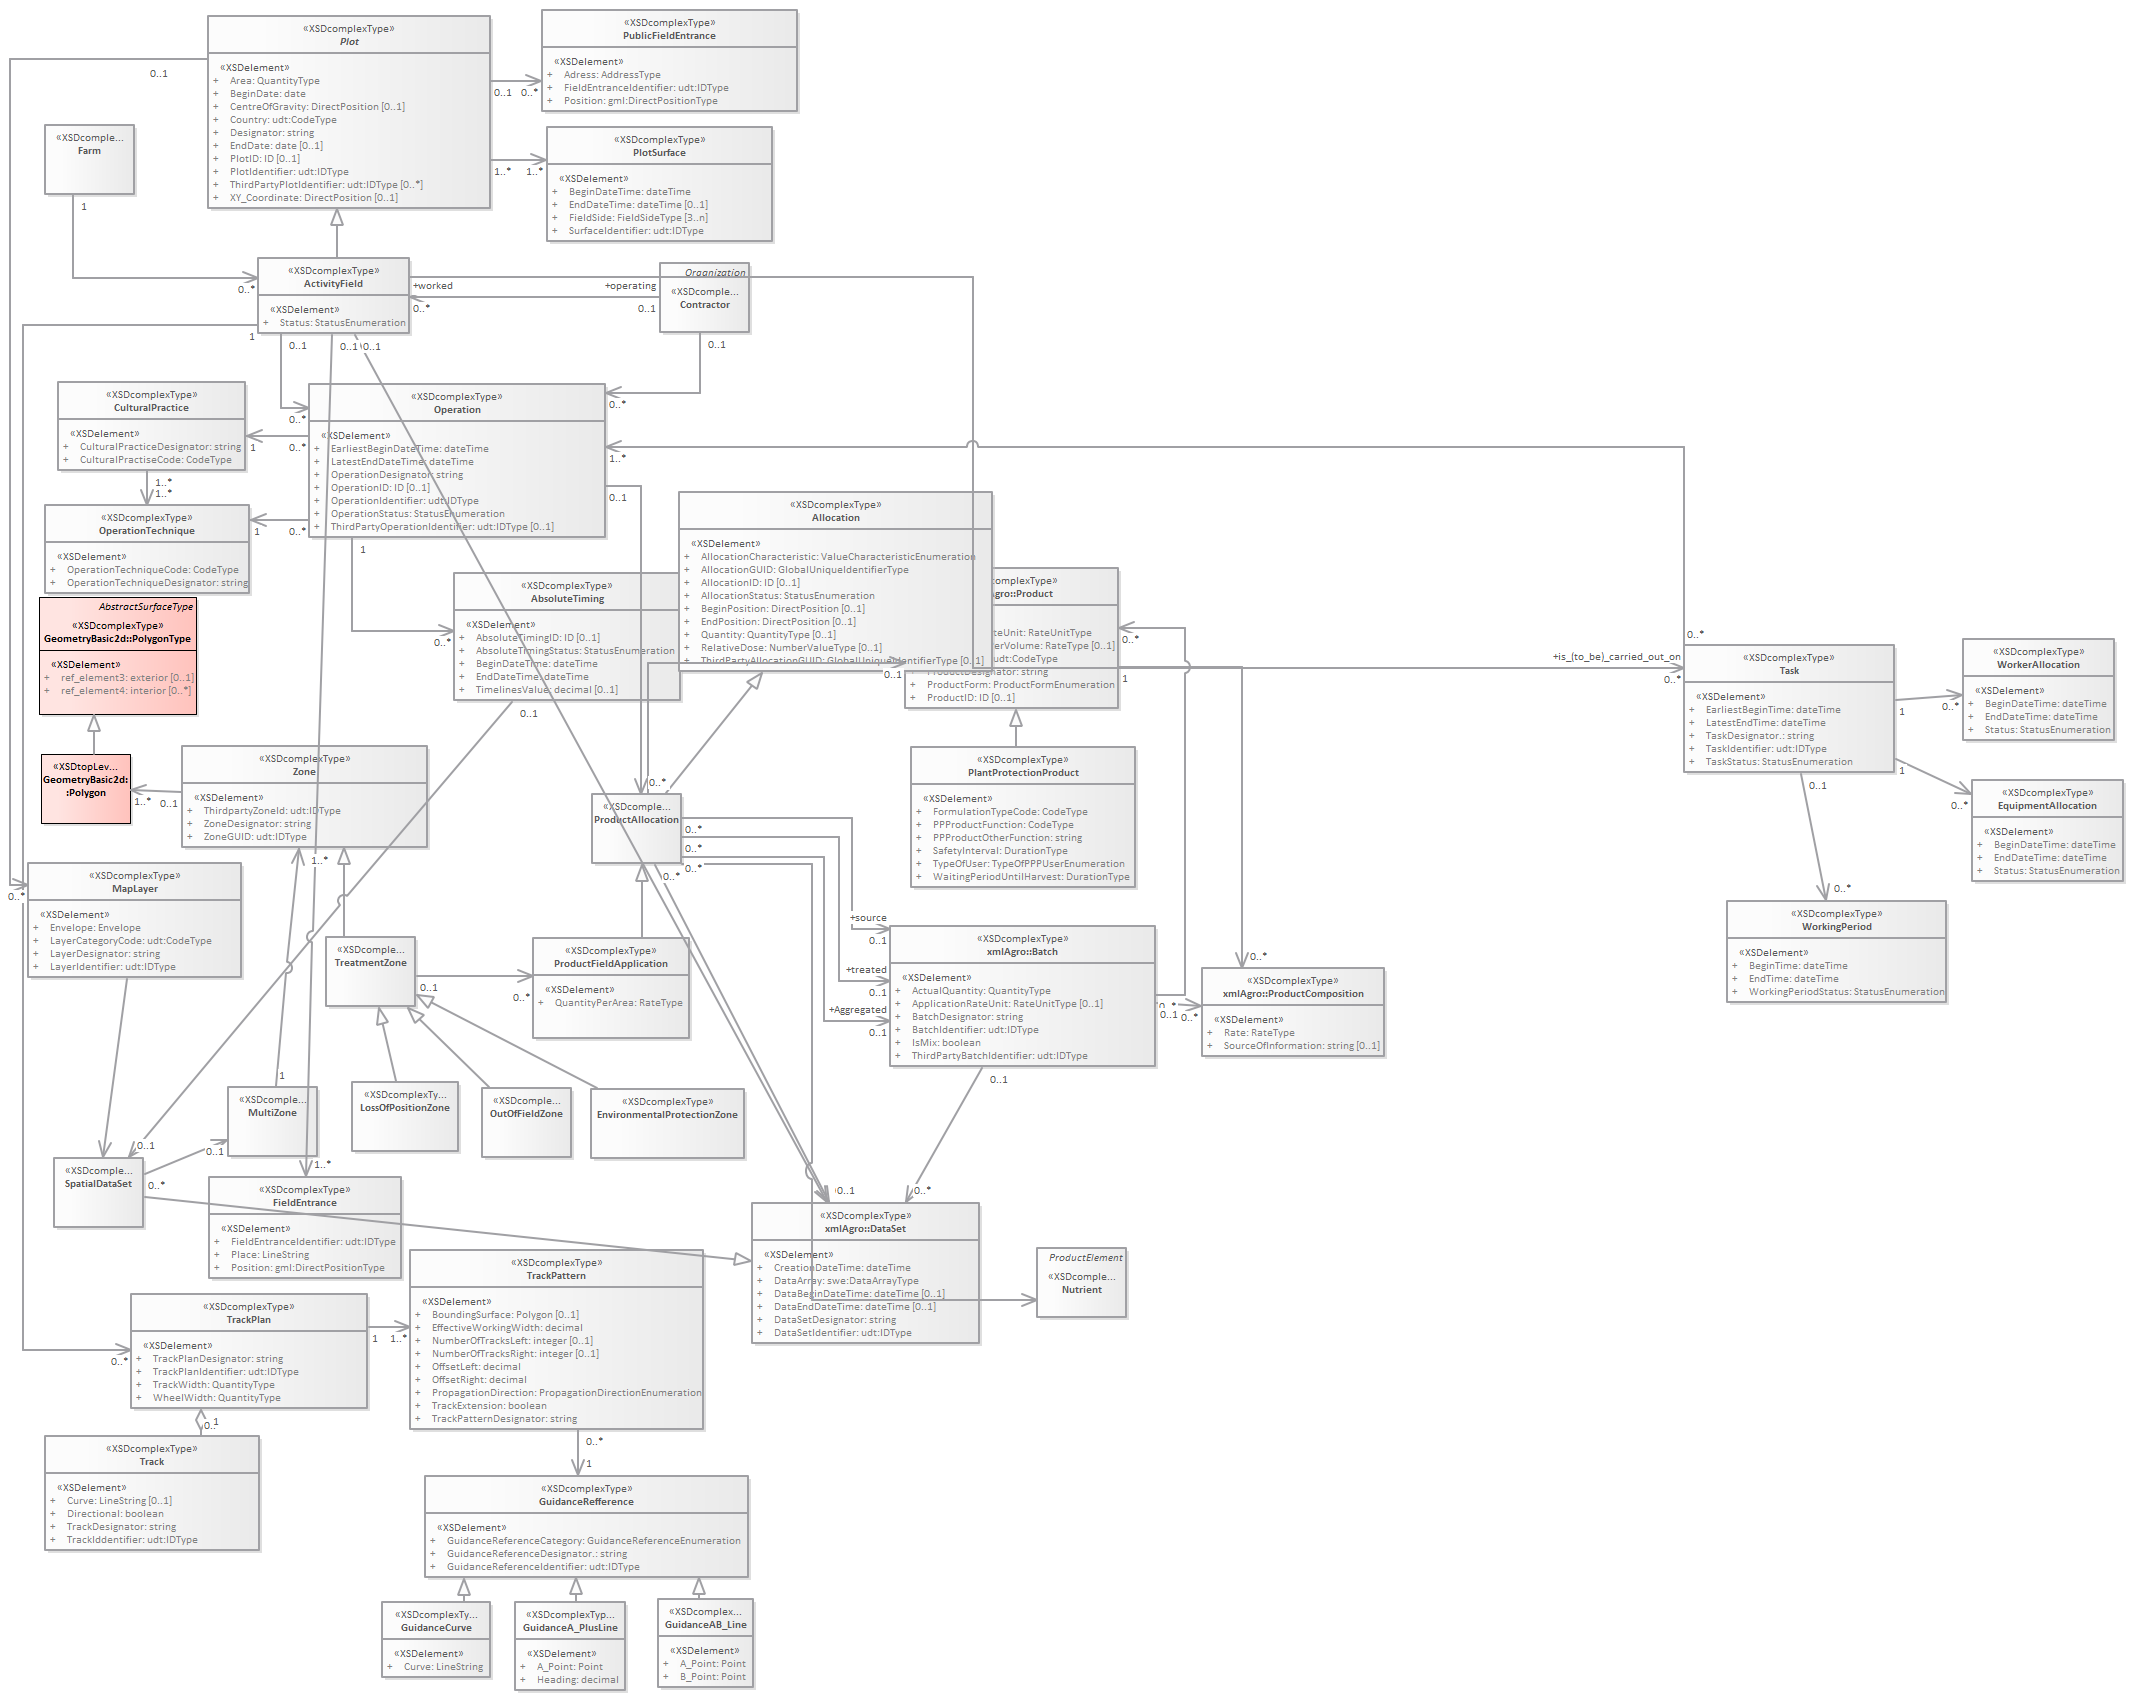 «XSDcomplexType»
Plot
«XSDelement»
+ Area: QuantityType
+ BeginDate: date
+ CentreOfGravity: DirectPosition [0..1]
+ Country: udt:CodeType
+ Designator: string
+ EndDate: date [0..1]
+ PlotID: ID [0..1]
+ PlotIdentifier: udt:IDType
+ ThirdPartyPlotIdentifier: udt:IDType [0..*]
+ XY_Coordinate: DirectPosition [0..1]
0..1
0..1 0..*
1..* 1..*
«XSDcomplexType»
PublicFieldEntrance
«XSDelement»
+ Adress: AddressType
+ FieldEntranceIdentifier: udt:IDType
+ Position: gml:DirectPositionType
«XSDcomplexType»
PlotSurface
«XSDelement»
+ BeginDateTime: dateTime
+ EndDateTime: dateTime [0..1]
+ FieldSide: FieldSideType [3..n]
+ SurfaceIdentifier: udt:IDType
«XSDcomple...
Farm
1
0..*
«XSDcomplexType»
ActivityField
«XSDelement»
+ Status: StatusEnumeration
+worked
0..*
+operating
0..1
Organization
«XSDcomple...
Contractor
0..1
0..*
1
0..1
0..1
0..1
«XSDcomplexType»
CulturalPractice
«XSDelement»
+ CulturalPracticeDesignator: string
+ CulturalPractiseCode: CodeType
1
0..*
1..*
1..*
«XSDcomplexType»
Operation
«XSDelement»
+ EarliestBeginDateTime: dateTime
+ LatestEndDateTime: dateTime
+ OperationDesignator: string
+ OperationID: ID [0..1]
+ OperationIdentifier: udt:IDType
+ OperationStatus: StatusEnumeration
+ ThirdPartyOperationIdentifier: udt:IDType [0..1]
0..*
1..*
0..1
«XSDcomplexType»
OperationTechnique
«XSDelement»
+ OperationTechniqueCode: CodeType
+ OperationTechniqueDesignator: string
1
0..*
1
«XSDcomplexType»
Allocation
«XSDelement»
+ AllocationCharacteristic: ValueCharacteristicEnumeration
+ AllocationGUID: GlobalUniqueIdentifierType
+ AllocationID: ID [0..1]
+ AllocationStatus: StatusEnumeration
+ BeginPosition: DirectPosition [0..1]
+ EndPosition: DirectPosition [0..1]
+ Quantity: QuantityType [0..1]
+ RelativeDose: NumberValueType [0..1]
+ ThirdPartyAllocationGUID: GlobalUniqueIdentifierType [0..1]
complexType»
gro::Product
teUnit: RateUnitType
erVolume: RateType [0..1]
udt:CodeType
ProductDesignator: string
+ ProductForm: ProductFormEnumeration
+ ProductID: ID [0..1]
0..1
0..*
1
«XSDcomplexType»
AbsoluteTiming
«XSDelement»
+ AbsoluteTimingID: ID [0..1]
+ AbsoluteTimingStatus: StatusEnumeration
+ BeginDateTime: dateTime
+ EndDateTime: dateTime
+ TimelinesValue: decimal [0..1]
0..*
0..1
AbstractSurfaceType
«XSDcomplexType»
GeometryBasic2d::PolygonType
«XSDelement»
+ ref_element3: exterior [0..1]
+ ref_element4: interior [0..*]
+is_(to_be)_carried_out_on
0..*
0..*
«XSDcomplexType»
Task
«XSDelement»
+ EarliestBeginTime: dateTime
+ LatestEndTime: dateTime
+ TaskDesignator.: string
+ TaskIdentifier: udt:IDType
+ TaskStatus: StatusEnumeration
1
0..*
1
0..*
0..1
0..*
«XSDcomplexType»
WorkerAllocation
«XSDelement»
+ BeginDateTime: dateTime
+ EndDateTime: dateTime
+ Status: StatusEnumeration
«XSDcomplexType»
EquipmentAllocation
«XSDelement»
+ BeginDateTime: dateTime
+ EndDateTime: dateTime
+ Status: StatusEnumeration
«XSDcomplexType»
WorkingPeriod
«XSDelement»
+ BeginTime: dateTime
+ EndTime: dateTime
+ WorkingPeriodStatus: StatusEnumeration
«XSDtopLev...
GeometryBasic2d:
:Polygon
1..* 0..1
«XSDcomplexType»
Zone
«XSDelement»
+ ThirdpartyZoneId: udt:IDType
+ ZoneDesignator: string
+ ZoneGUID: udt:IDType
1..*
0..*
«XSDcomple...
ProductAllocation
0..*
0..*
0..*
0..*
«XSDcomplexType»
PlantProtectionProduct
«XSDelement»
+ FormulationTypeCode: CodeType
+ PPProductFunction: CodeType
+ PPProductOtherFunction: string
+ SafetyInterval: DurationType
+ TypeOfUser: TypeOfPPPUserEnumeration
+ WaitingPeriodUntilHarvest: DurationType
0..*
«XSDcomplexType»
MapLayer
«XSDelement»
+ Envelope: Envelope
+ LayerCategoryCode: udt:CodeType
+ LayerDesignator: string
+ LayerIdentifier: udt:IDType
«XSDcomple...
TreatmentZone
0..1
0..*
«XSDcomplexType»
ProductFieldApplication
«XSDelement»
+ QuantityPerArea: RateType
+source
0..1
+treated
0..1
+Aggregated
0..1
«XSDcomplexType»
xmlAgro::Batch
«XSDelement»
+ ActualQuantity: QuantityType
+ ApplicationRateUnit: RateUnitType [0..1]
+ BatchDesignator: string
+ BatchIdentifier: udt:IDType
+ IsMix: boolean
+ ThirdPartyBatchIdentifier: udt:IDType
0..*
0..1 0..*
0..1
0..*
«XSDcomplexType»
xmlAgro::ProductComposition
«XSDelement»
+ Rate: RateType
+ SourceOfInformation: string [0..1]
1
«XSDcomple...
MultiZone
«XSDcomplexTy...
LossOfPositionZone
«XSDcomple...
OutOfFieldZone
«XSDcomplexType»
EnvironmentalProtectionZone
0..1
0..1
0..*
«XSDcomple...
SpatialDataSet
1..*
«XSDcomplexType»
FieldEntrance
«XSDelement»
+ FieldEntranceIdentifier: udt:IDType
+ Place: LineString
+ Position: gml:DirectPositionType
0..1
0..*
«XSDcomplexType»
xmlAgro::DataSet
«XSDelement»
+ CreationDateTime: dateTime
+ DataArray: swe:DataArrayType
+ DataBeginDateTime: dateTime [0..1]
+ DataEndDateTime: dateTime [0..1]
+ DataSetDesignator: string
+ DataSetIdentifier: udt:IDType
ProductElement
«XSDcomple...
Nutrient
«XSDcomplexType»
TrackPattern
«XSDelement»
+ BoundingSurface: Polygon [0..1]
+ EffectiveWorkingWidth: decimal
+ NumberOfTracksLeft: integer [0..1]
+ NumberOfTracksRight: integer [0..1]
+ OffsetLeft: decimal
+ OffsetRight: decimal
+ PropagationDirection: PropagationDirectionEnumeration
+ TrackExtension: boolean
+ TrackPatternDesignator: string
«XSDcomplexType»
TrackPlan
«XSDelement»
+ TrackPlanDesignator: string
+ TrackPlanIdentifier: udt:IDType
+ TrackWidth: QuantityType
+ WheelWidth: QuantityType
0..*
1 1..*
1
0..
«XSDcomplexType»
Track
«XSDelement»
+ Curve: LineString [0..1]
+ Directional: boolean
+ TrackDesignator: string
+ TrackIddentifier: udt:IDType
0..*
1
«XSDcomplexType»
GuidanceRefference
«XSDelement»
+ GuidanceReferenceCategory: GuidanceReferenceEnumeration
+ GuidanceReferenceDesignator.: string
+ GuidanceReferenceIdentifier: udt:IDType
«XSDcomplexTy...
GuidanceCurve
«XSDelement»
+ Curve: LineString
«XSDcomplexTyp...
GuidanceA_PlusLine
«XSDelement»
+ A_Point: Point
+ Heading: decimal
«XSDcomplex...
GuidanceAB_Line
«XSDelement»
+ A_Point: Point
+ B_Point: Point